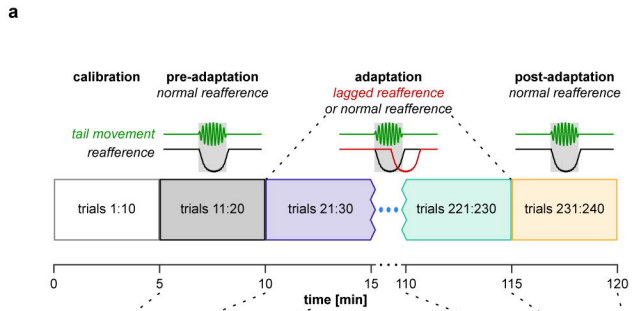 a
calibration
pre-adaptation
normal reafference
adaptation
lagged reafference
or normal reafference
post-adaptation
normal reafference
tail movement
reafference
trials 1:10
trials 11:20
trials 21:30
trials 221:230
trials 231:240
0 5 10 15 110 115 120
time [min]